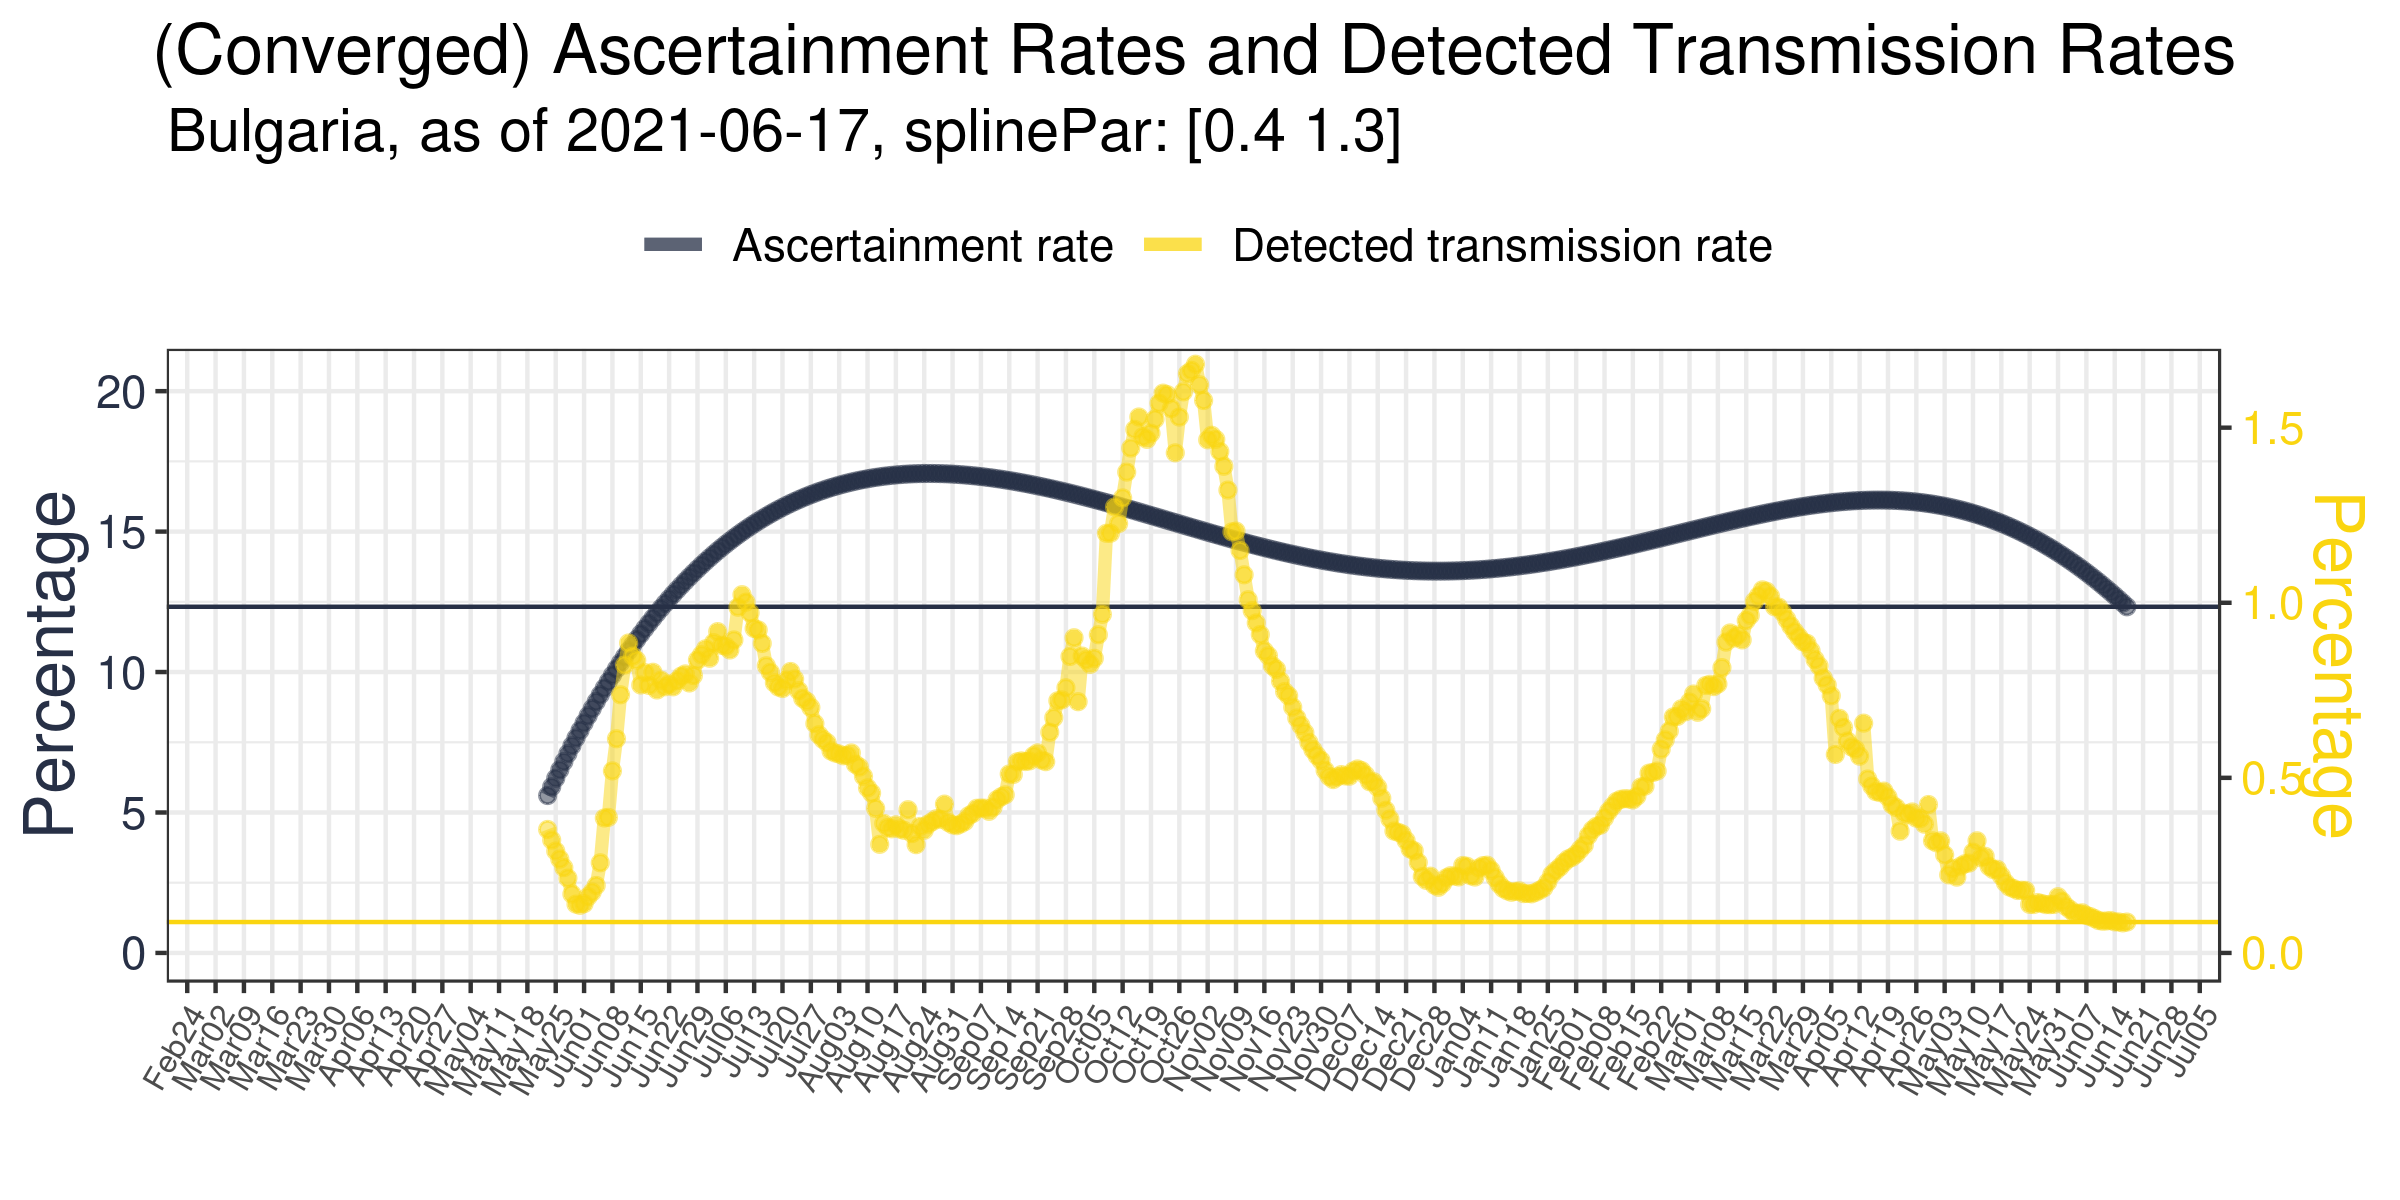 (Converged) Ascertainment Rates and Detected Transmission Rates
Bulgaria, as of 2021-06-17, splinePar: [0.4 1.3]
Ascertainment rate Detected transmission rate
Percentage
20
15
10
5
0
1.5
1.0
0.5
0.0
Percentage
Feb24 Mar02 Mar09 Mar16 Mar23 Mar30 Apr06 Apr13 Apr20 Apr27 May04 May11 May18 May25 Jun01 Jun08 Jun15 Jun22 Jun29 Jul06 Jul13 Jul20 Jul27 Aug03 Aug10 Aug17 Aug24 Aug31 Sep07 Sep14 Sep21 Sep28 Oct05 Oct12 Oct19 Oct26 Nov02 Nov09 Nov16 Nov23 Nov30 Dec07 Dec14 Dec21 Dec28 Jan04 Jan11 Jan18 Jan25 Feb01 Feb08 Feb15 Feb22 Mar01 Mar08 Mar15 Mar22 Mar29 Apr05 Apr12 Apr19 Apr26 May03 May10 May17 May24 May31 Jun07 Jun14 Jun21 Jun28 Jul05